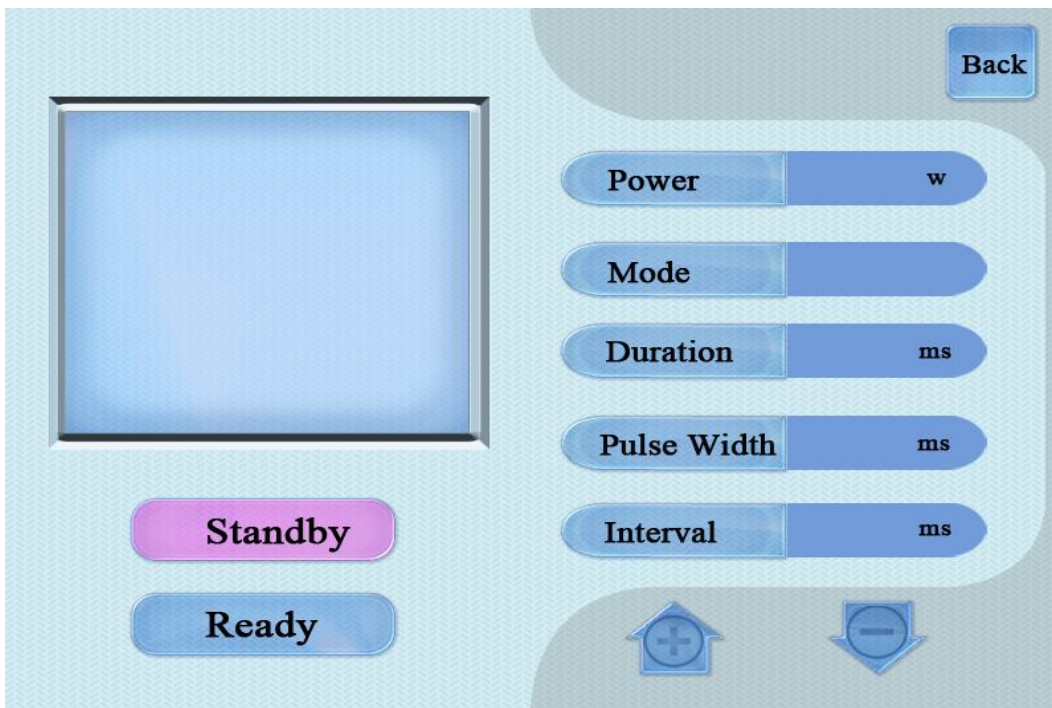 Back
Power w
Mode
Duration ms
Pulse Width ms
Interval ms
Standby
Ready